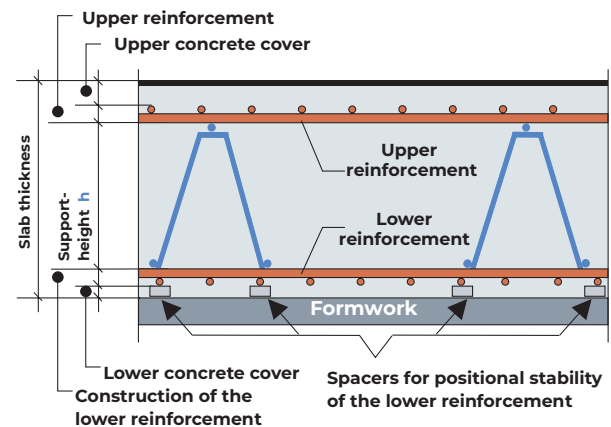 Upper reinforcement
Upper concrete cover
Slab thickness
Support-
height h
Upper
reinforcement
Lower
reinforcement
Formwork
Lower concrete cover
Construction of the
lower reinforcement
Spacers for positional stability
of the lower reinforcement